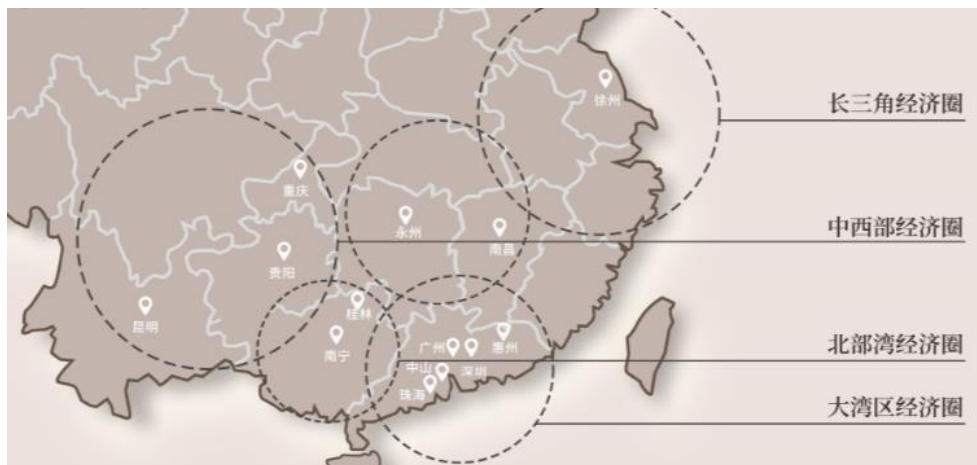 徐州
长三角经济圈
重庆
永州
南昌
中西部经济圈
贵阳
桂林
昆明
南宁
广州
深圳
惠州
北部湾经济圈
中山
珠海
大湾区经济圈